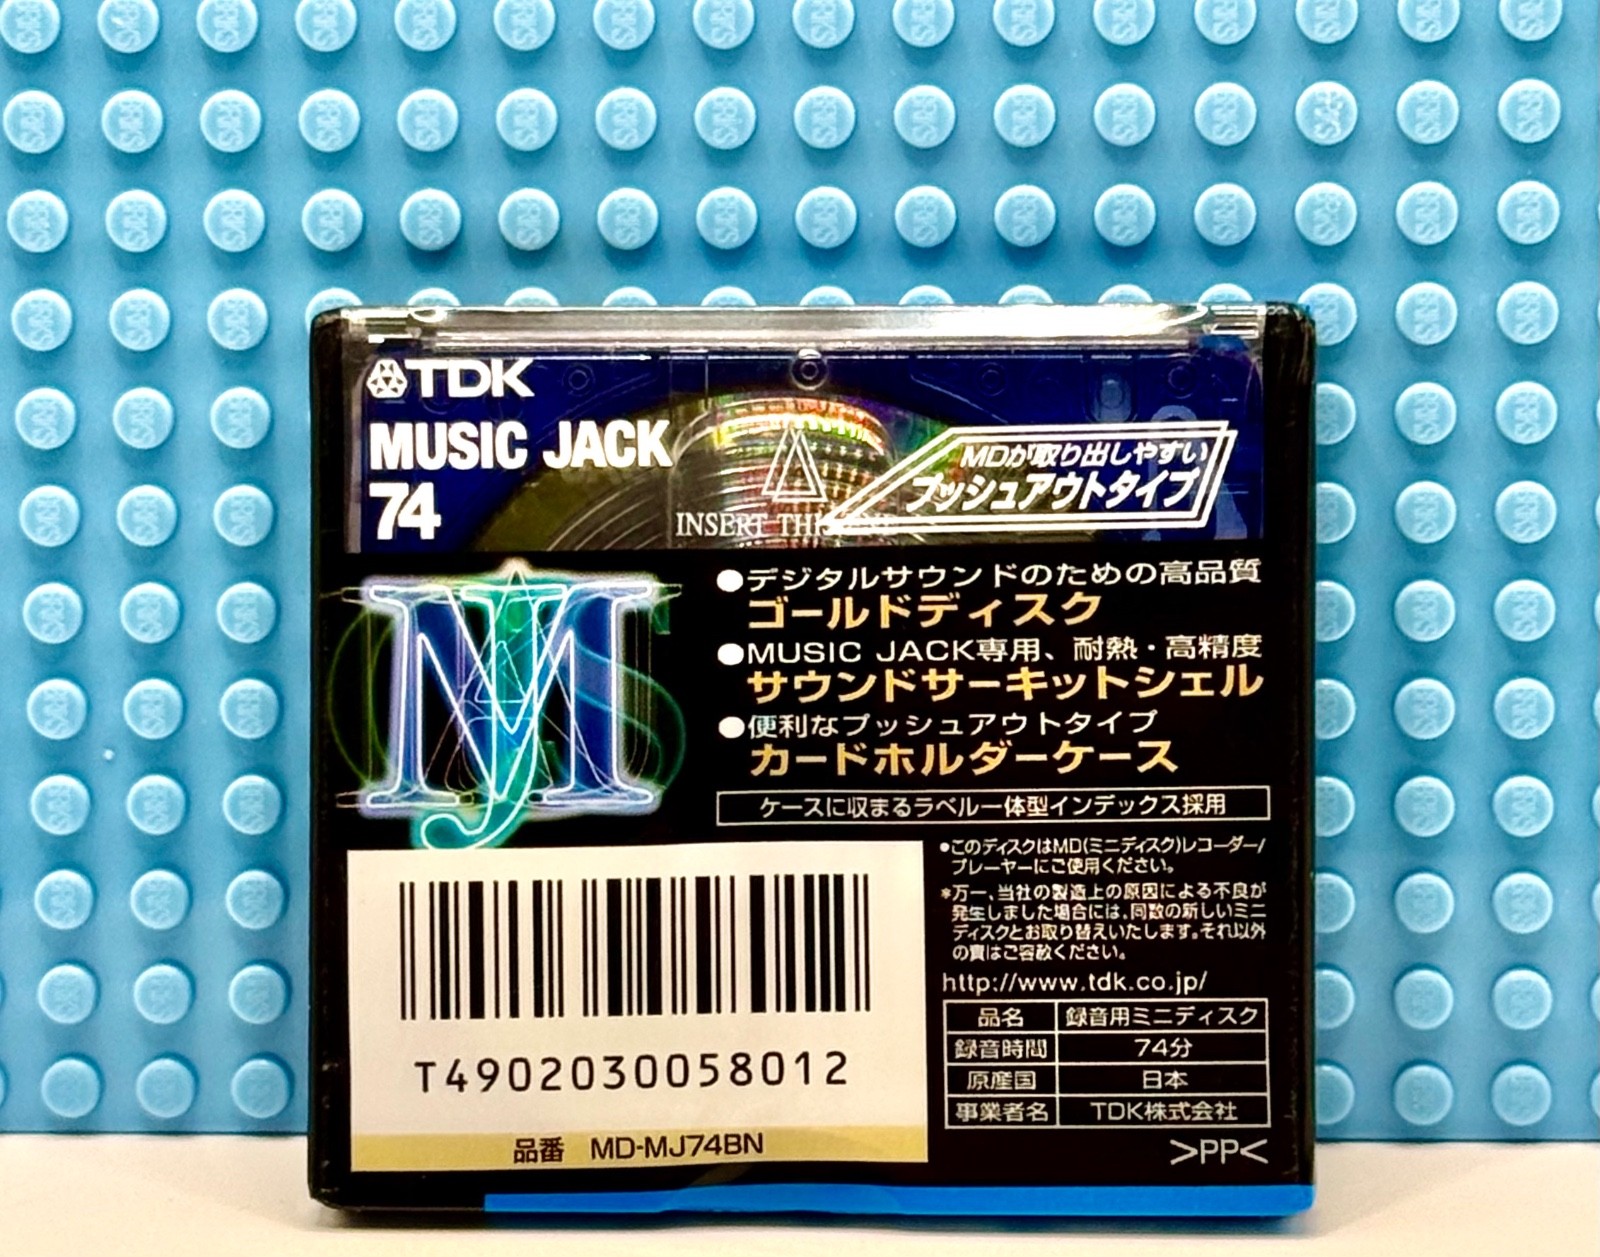 TDK
MUSIC JACK
74
INSERT THIS END
MDが取り出しやすい
プッシュアウトタイプ
MJ
●デジタルサウンドのための高品質
ゴールドディスク
●MUSIC JACK専用、耐熱・高精度
サウンドサーキットシェル
●便利なプッシュアウトタイプ
カードホルダーケース
ケースに収まるラベル一体型インデックス採用
●このディスクはMD(ミニディスク)レコーダー/
プレーヤーにご使用ください。
*万一、当社の製造上の原因による不良が
発生しました場合には、同数の新しいミニ
ディスクとお取り替えいたします。それ以外
の責はご容赦ください。
http://www.tdk.co.jp/
品名 録音用ミニディスク
録音時間 74分
原産国 日本
事業者名 TDK株式会社
>PP<
T4902030058012
品番 MD-MJ74BN